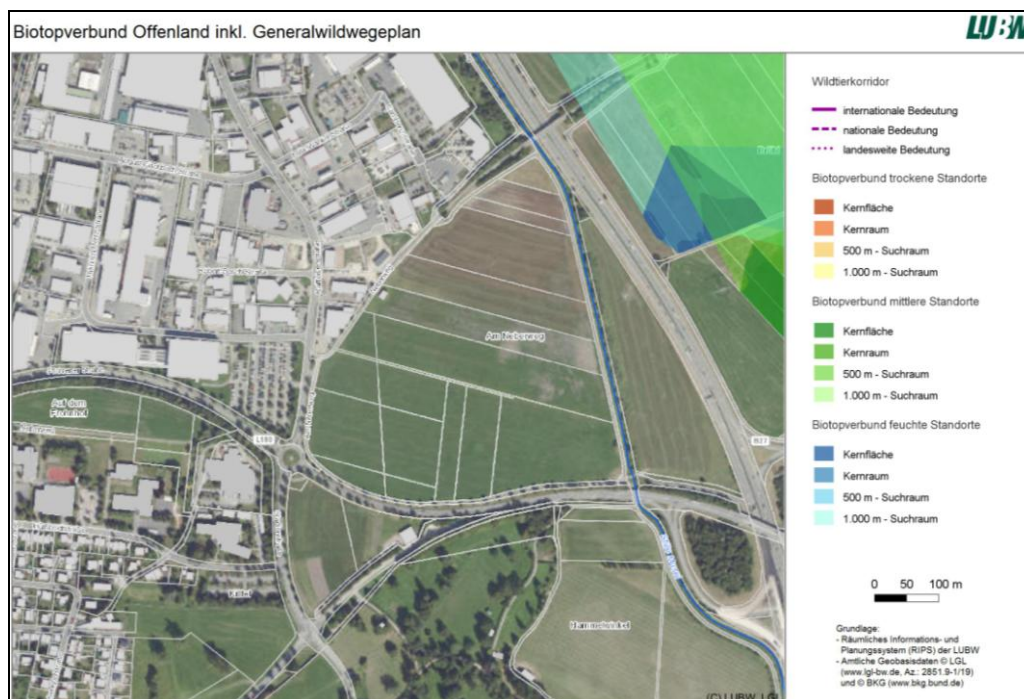 Biotopverbund Offenland inkl. Generalwildwegeplan
LUBW
Wildtierkorridor
internationale Bedeutung
nationale Bedeutung
landesweite Bedeutung
Biotopverbund trockene Standorte
Kernfläche
Kernraum
500 m - Suchraum
1.000 m - Suchraum
Biotopverbund mittlere Standorte
Kernfläche
Kernraum
500 m - Suchraum
1.000 m - Suchraum
Biotopverbund feuchte Standorte
Kernfläche
Kernraum
500 m - Suchraum
1.000 m - Suchraum
Auf dem
L180
B27
0 50 100 m
Grundlage:
- Räumliches Informations- und
Planungssystem (RIPS) der LUBW
- Amtliche Geobasisdaten © LGL
(www.lgl-bw.de, Az.: 2851.9-1/19)
und © BKG (www.bkg.bund.de)
(C) LUBW, LGL